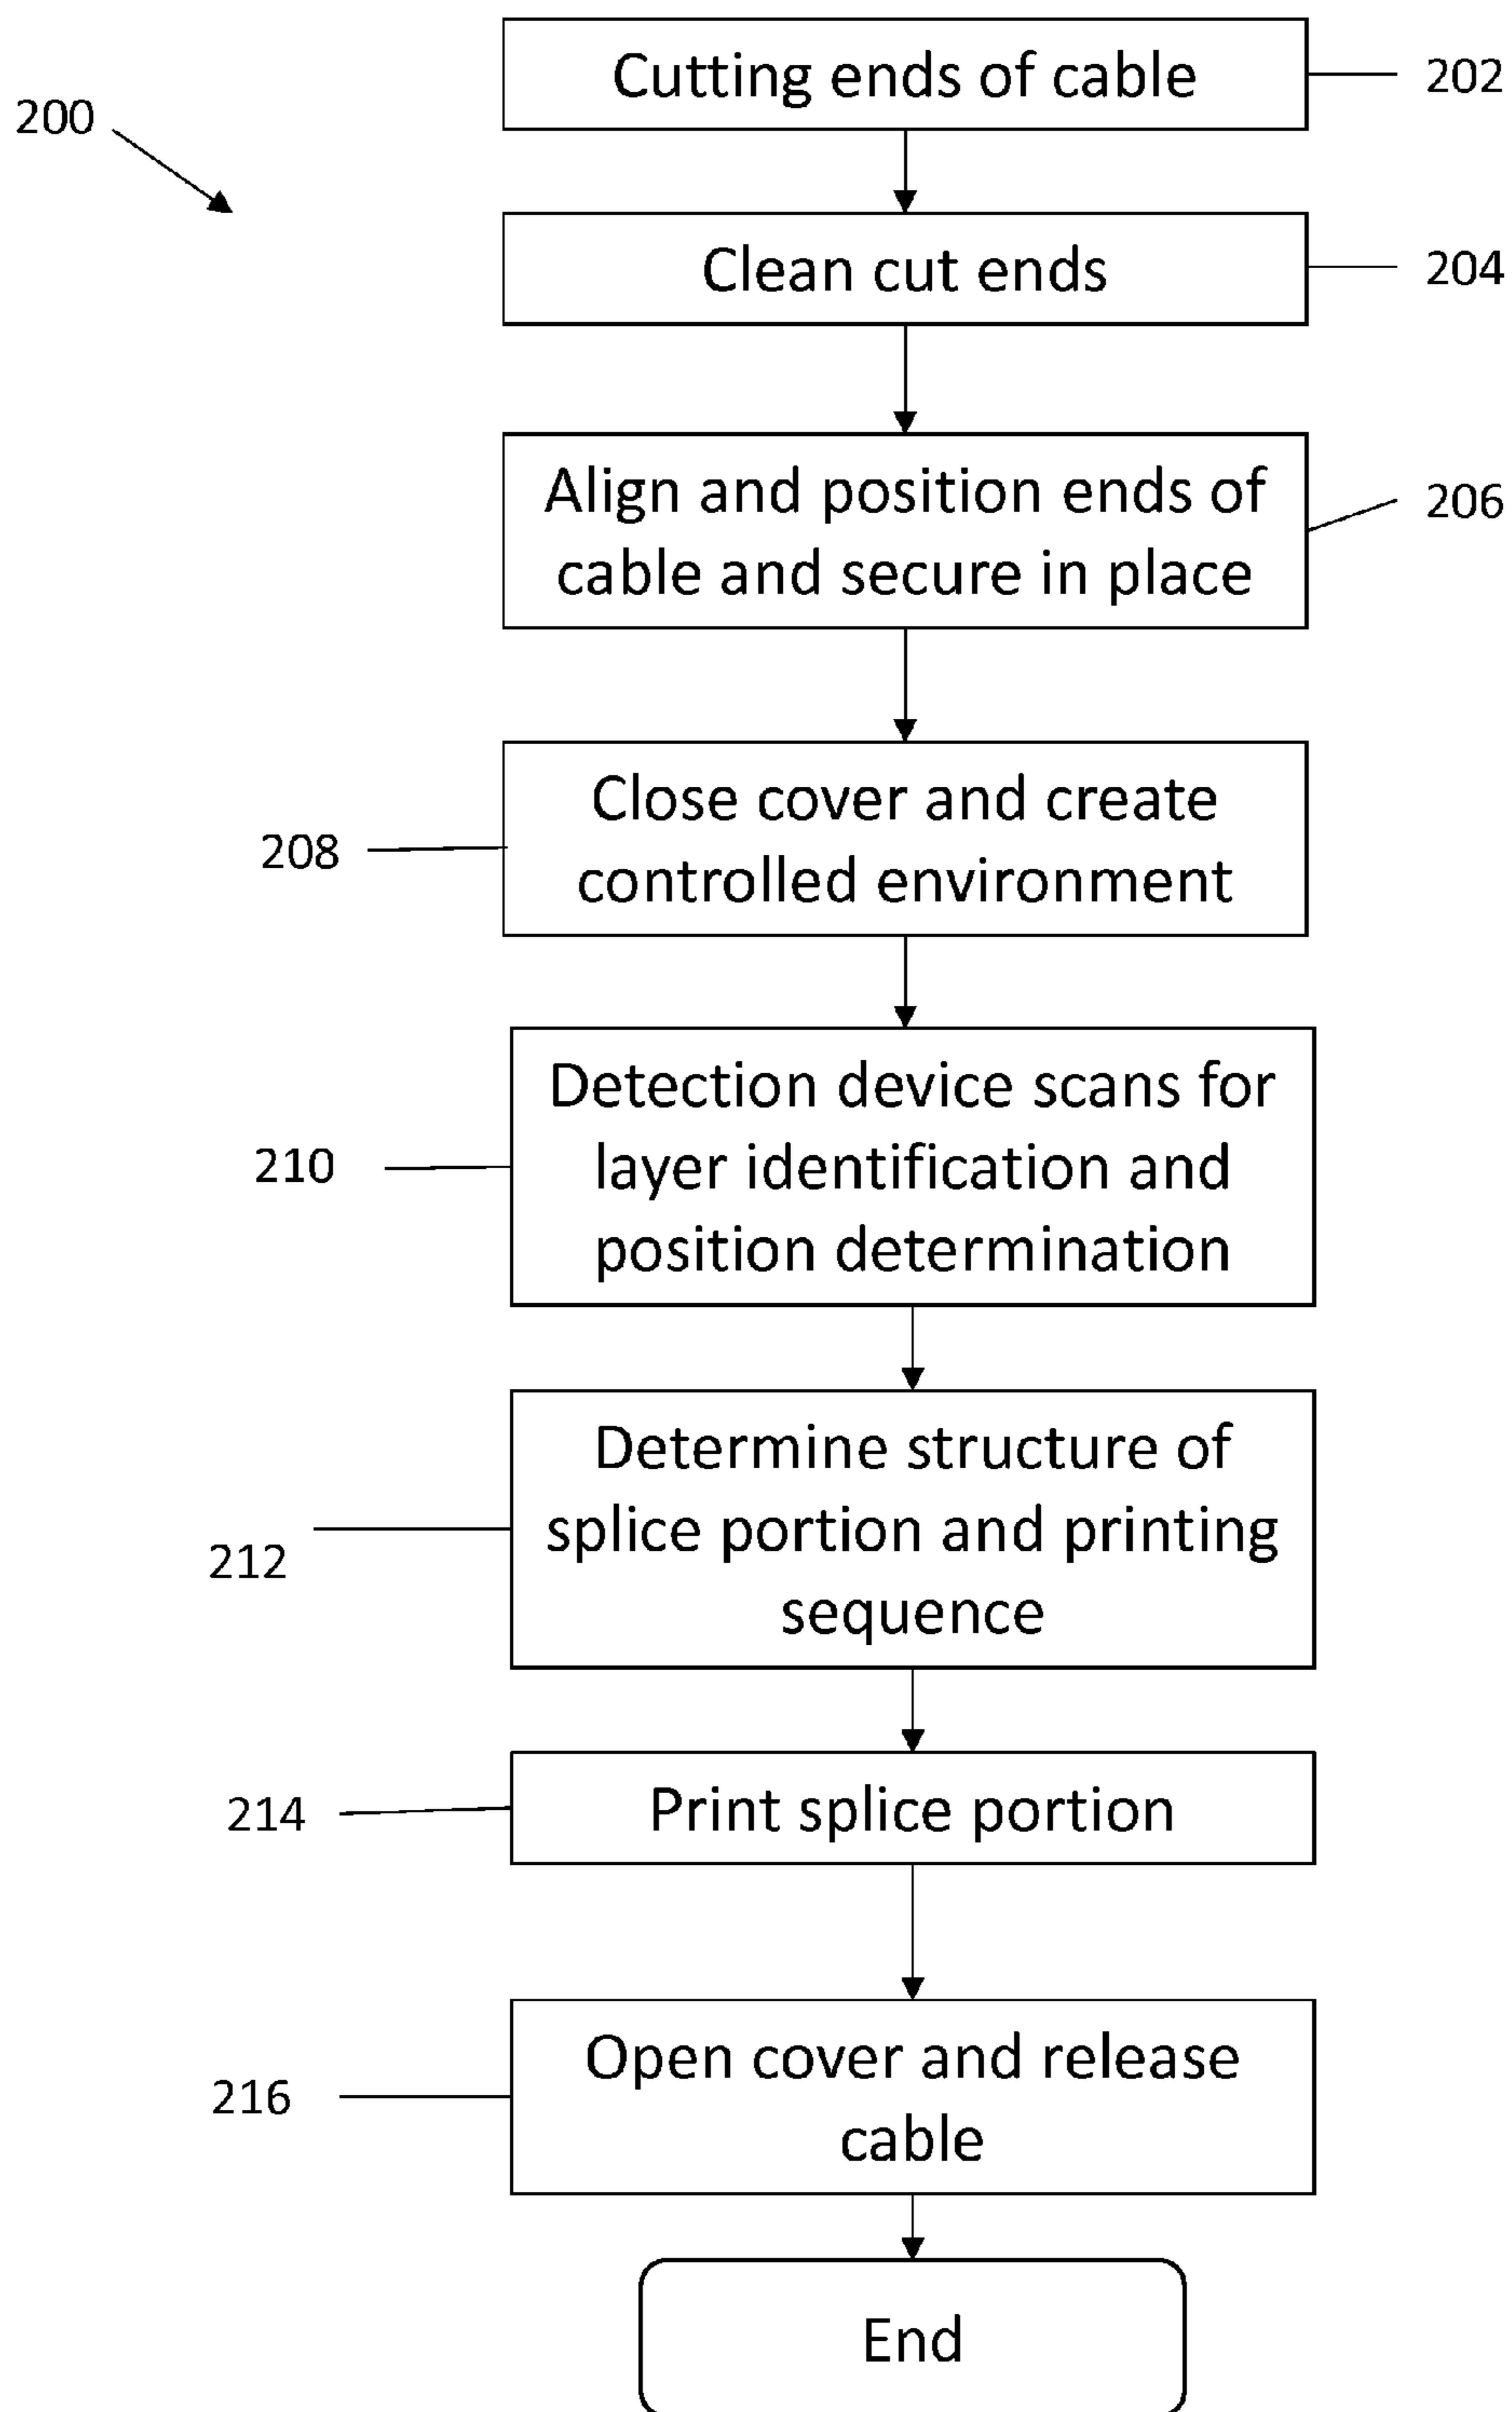 Cutting ends of cable
202
200
Clean cut ends
204
Align and position ends of
cable and secure in place
206
Close cover and create
controlled environment
208
Detection device scans for
layer identification and
position determination
210
Determine structure of
splice portion and printing
sequence
212
Print splice portion
214
Open cover and release
cable
216
End